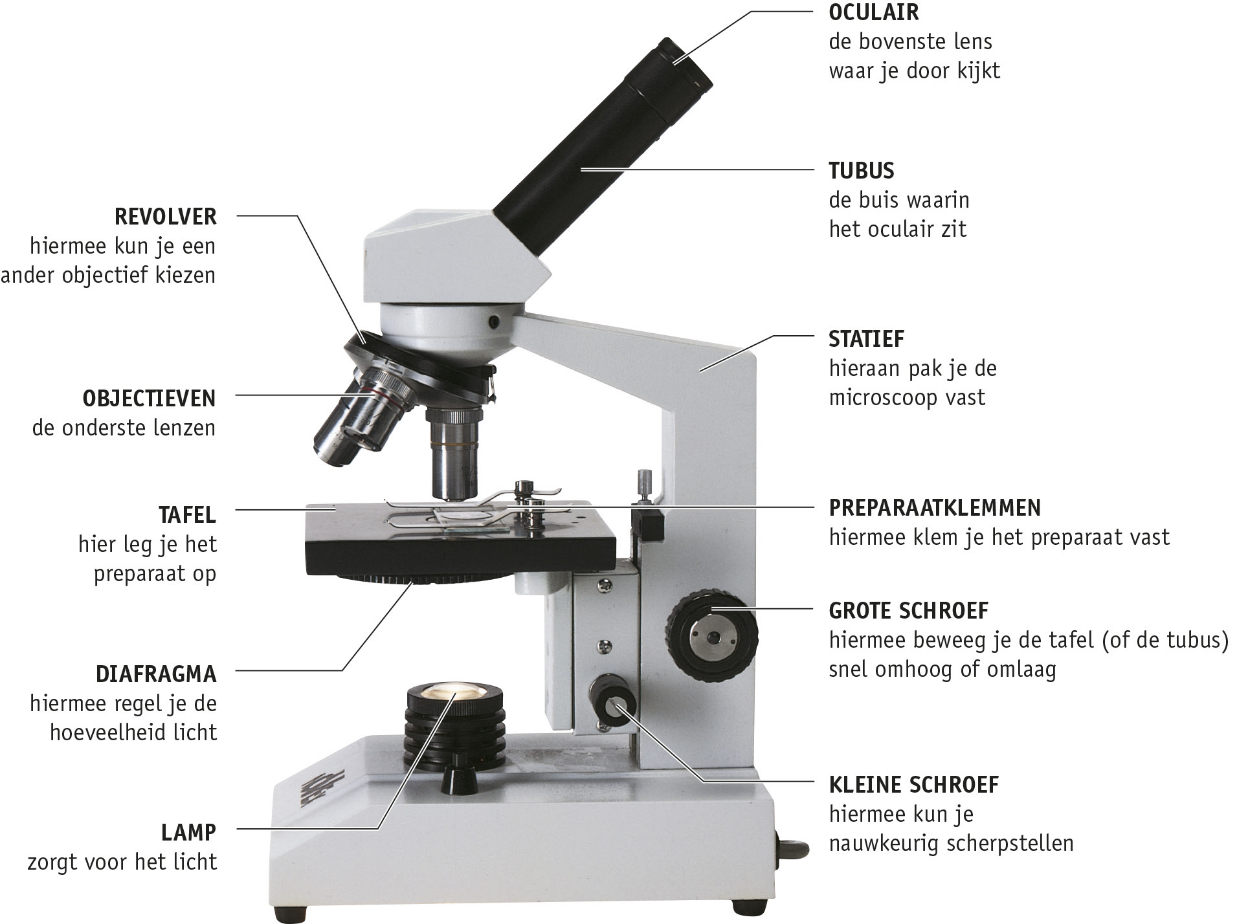 OCULAIR
de bovenste lens
waar je door kijkt
TUBUS
de buis waarin
het oculair zit
REVOLVER
hiermee kun je een
ander objectief kiezen
STATIEF
hieraan pak je de
microscoop vast
OBJECTIEVEN
de onderste lenzen
TAFEL
hier leg je het
preparaat op
PREPARAATKLEMMEN
hiermee klem je het preparaat vast
GROTE SCHROEF
hiermee beweeg je de tafel (of de tubus)
snel omhoog of omlaag
DIAFRAGMA
hiermee regel je de
hoeveelheid licht
KLEINE SCHROEF
hiermee kun je
nauwkeurig scherpstellen
LAMP
zorgt voor het licht